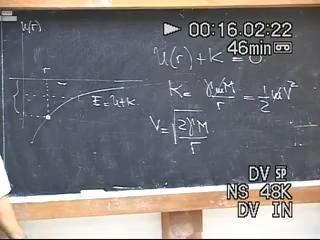 ▶ 00:16.02:22
46min
u(r)
r
E = u + K
u(r) + K = 0
K = γmM/r = 1/2 mV²
V = √(2γM/r)
DV SP
NS 48K
DV IN